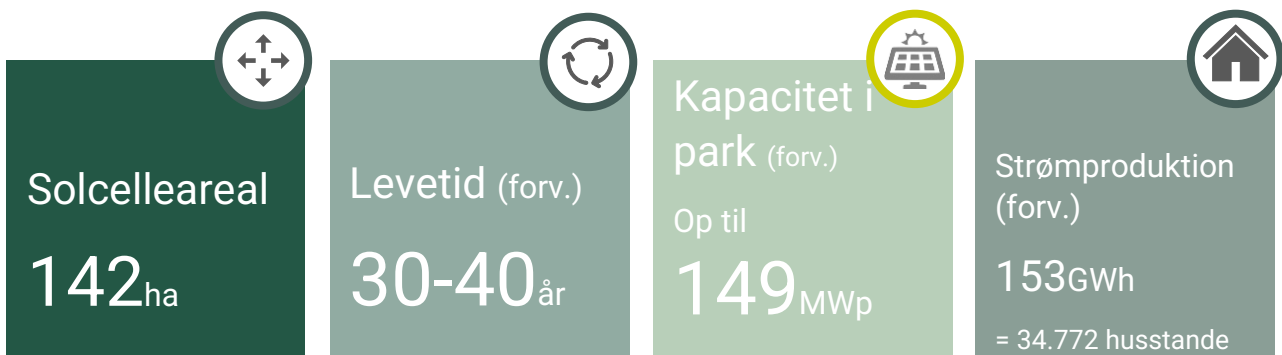 Solcelleareal
142ha
Levetid (forv.)
30-40år
Kapacitet i
park (forv.)
Op til
149MWp
Strømproduktion
(forv.)
153GWh
= 34.772 husstande